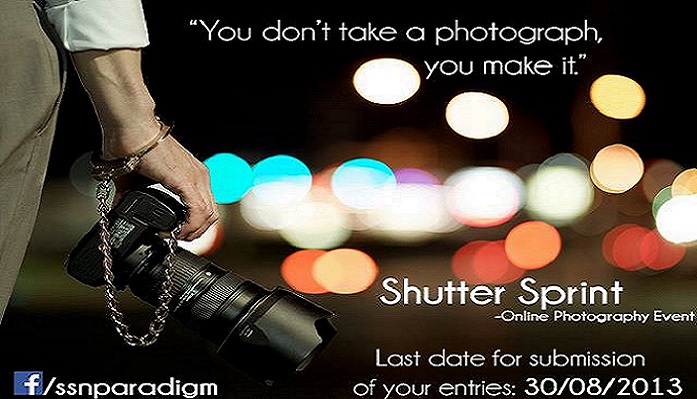 “You don't take a photograph,
you make it.”
Shutter Sprint
-Online Photography Event
Last date for submission
of your entries: 30/08/2013
f/ssnparadigm